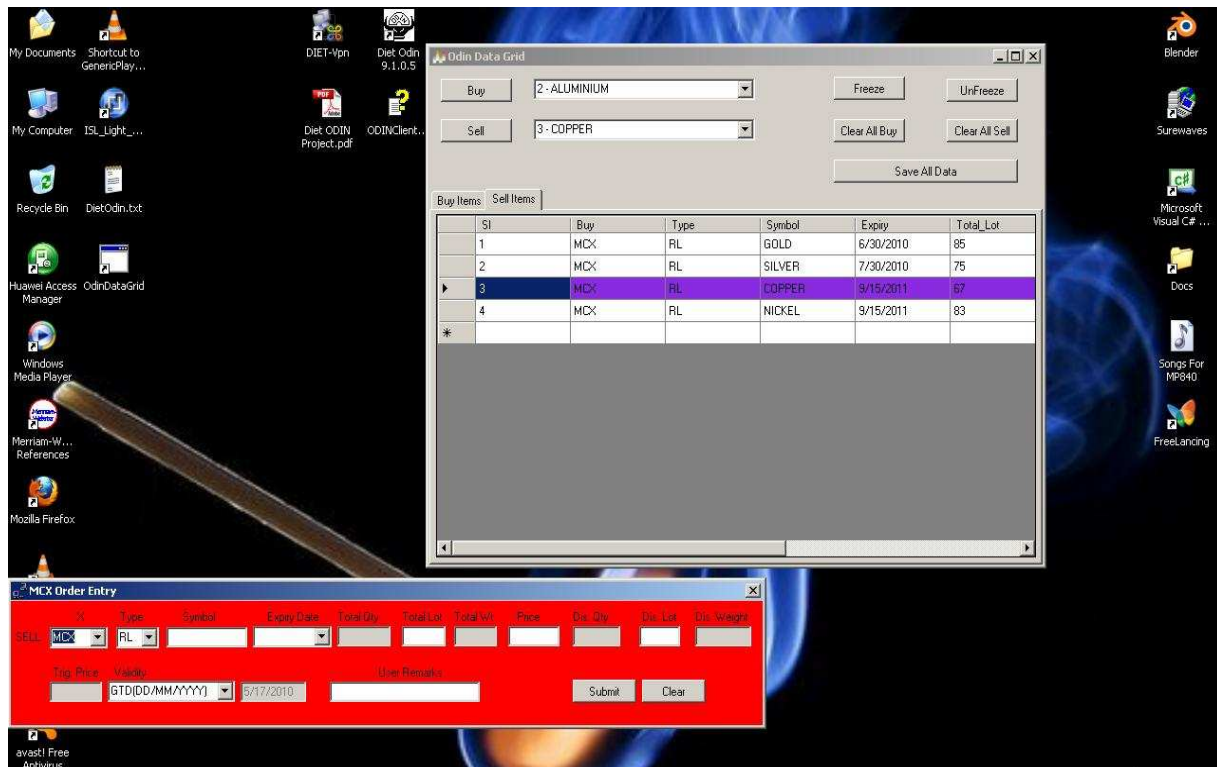 My Documents
Shortcut to
GenericPlay...
DIET-Vpn
Diet Odin
9.1.0.5
Blender
My Computer
ISL_Light_...
PDF
Diet ODIN
Project.pdf
ODINClient...
Surewaves
Recycle Bin
DietOdin.txt
Microsoft
Visual C# ...
Huawei Access
Manager
OdinDataGrid
Docs
Windows
Media Player
Songs For
MP840
Merriam-W...
References
FreeLancing
Mozilla Firefox
avast! Free
Antivirus
Odin Data Grid
Buy
2 - ALUMINIUM
Freeze
UnFreeze
Sell
3 - COPPER
Clear All Buy
Clear All Sell
Save All Data
Buy Items Sell Items
Sl Buy Type Symbol Expiry Total_Lot
1 MCX RL GOLD 6/30/2010 85
2 MCX RL SILVER 7/30/2010 75
3 MCX RL COPPER 9/15/2011 67
4 MCX RL NICKEL 9/15/2011 83
MCX Order Entry
X Type Symbol Expiry Data Total Qty Total Lot Total Wt Price Dis. Qty Dis. Lot Dis. Weight
SELL MCX RL
Trig. Price Validity User Remarks
GTD(DD/MM/YYYY) 5/17/2010 Submit Clear